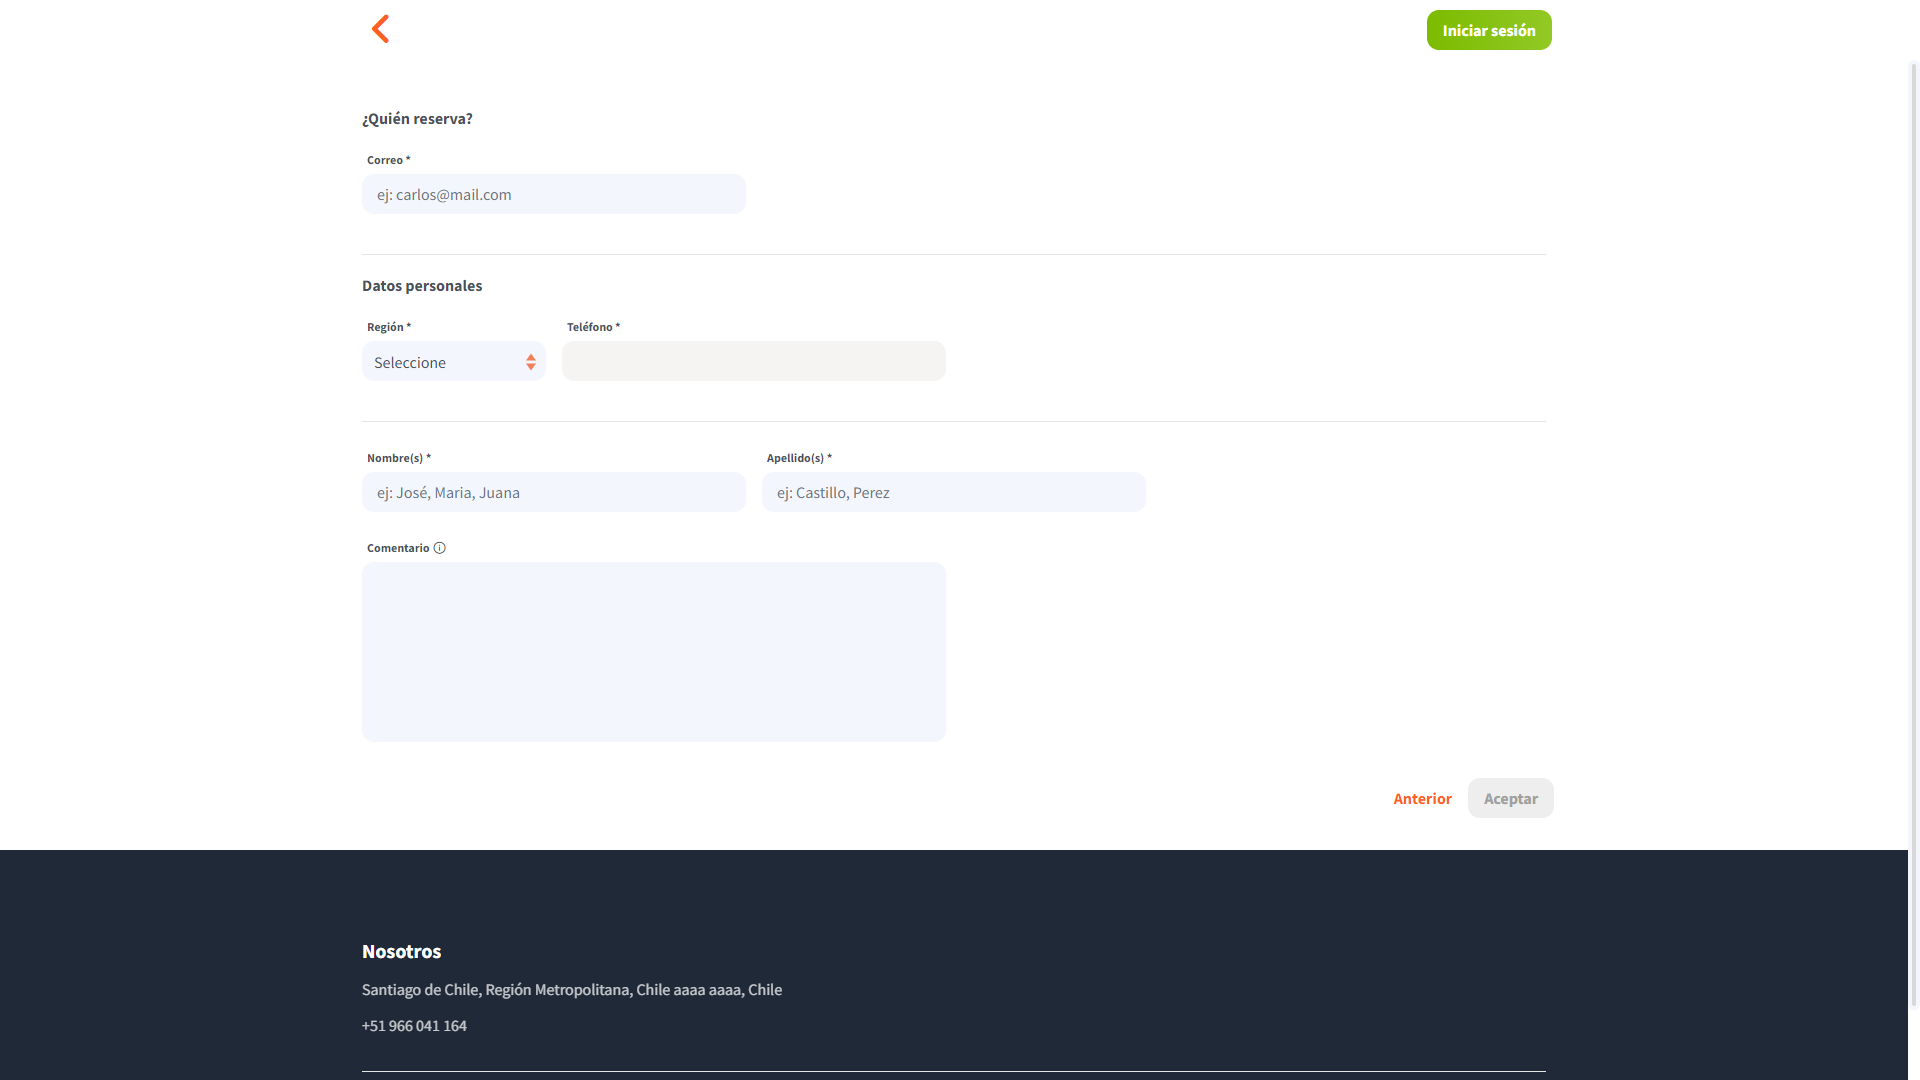 Iniciar sesión
¿Quién reserva?
Correo *
ej: carlos@mail.com
Datos personales
Región * Teléfono *
Seleccione
Nombre(s) * Apellido(s) *
ej: José, Maria, Juana ej: Castillo, Perez
Comentario
Anterior Aceptar
Nosotros
Santiago de Chile, Región Metropolitana, Chile aaaa aaaa, Chile
+51 966 041 164